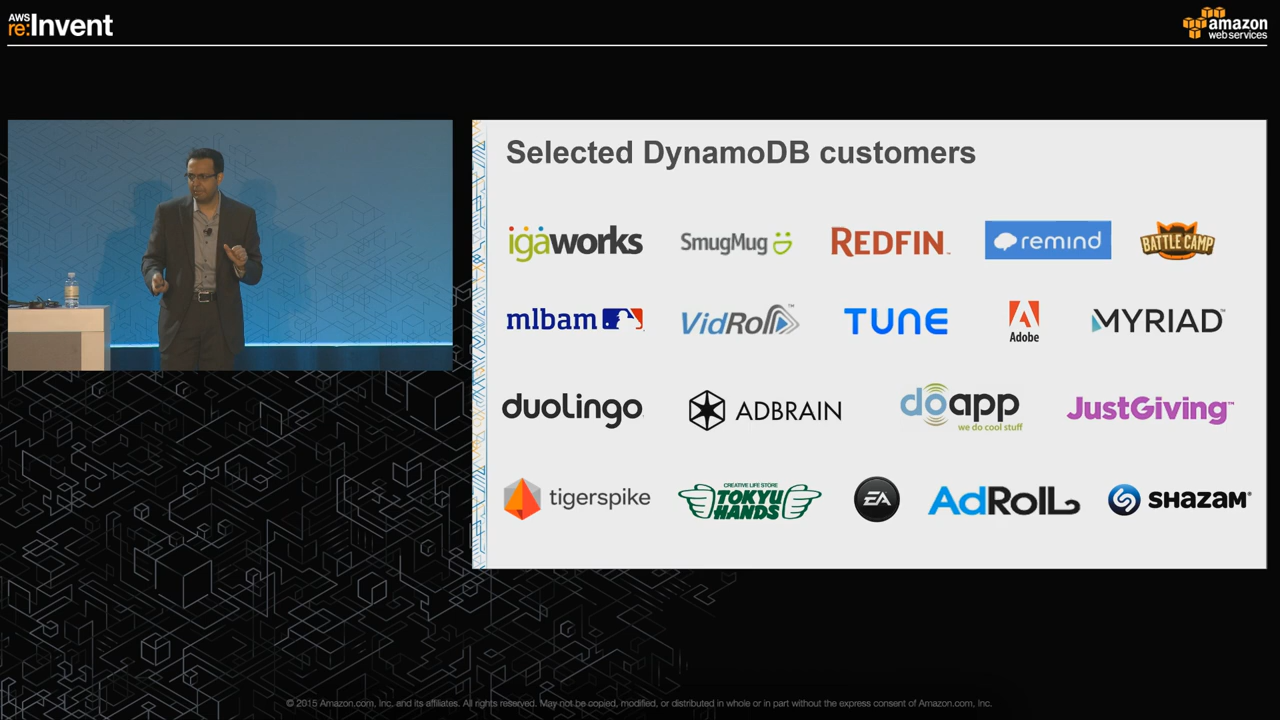 AWS
re:Invent
amazon
web services
Selected DynamoDB customers
igaworks
SmugMug
REDFIN
remind
BATTLE CAMP
mlbam
VidRoll™
TUNE
Adobe
MYRIAD
duolingo
ADBRAIN
doapp
we do cool stuff
JustGiving™
tigerspike
CREATIVE LIFE STORE
TOKYU
HANDS
EA
AdRoll
SHAZAM®
© 2015 Amazon.com, Inc. and its affiliates. All rights reserved. May not be copied, modified, or distributed in whole or in part without the express consent of Amazon.com, Inc.